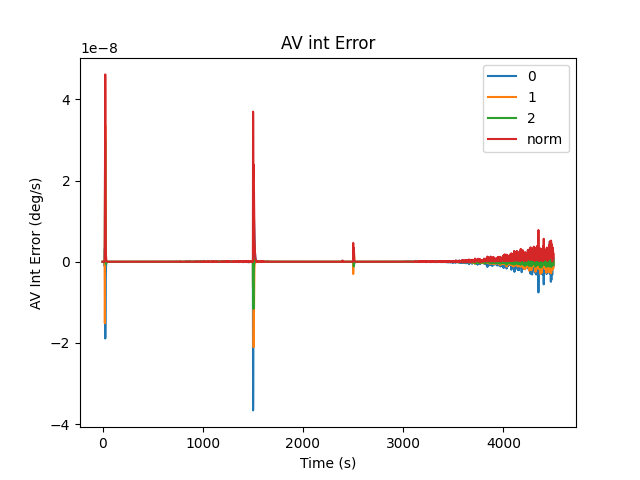 AV int Error
1e−8
4
2
0
−2
−4
AV Int Error (deg/s)
0
1
2
norm
0 1000 2000 3000 4000
Time (s)